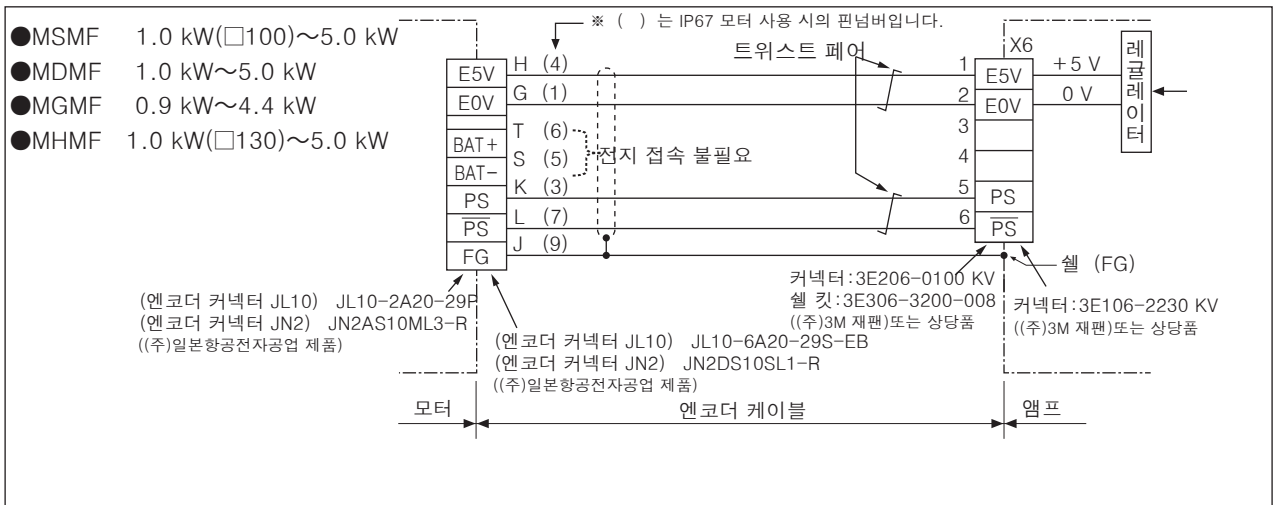 ●MSMF 1.0 kW(□100)～5.0 kW
●MDMF 1.0 kW～5.0 kW
●MGMF 0.9 kW～4.4 kW
●MHMF 1.0 kW(□130)～5.0 kW
※ ( ) 는 IP67 모터 사용 시의 핀넘버입니다.
트위스트 페어
X6
레귤레이터
E5V H (4) 1 E5V +5 V
E0V G (1) 2 E0V 0 V
BAT+ T (6) 3
BAT- S (5) 4
전지 접속 불필요
PS K (3) 5 PS
P̅S̅ L (7) 6 P̅S̅
FG J (9)
쉘 (FG)
(엔코더 커넥터 JL10) JL10-2A20-29P
(엔코더 커넥터 JN2) JN2AS10ML3-R
((주)일본항공전자공업 제품)
(엔코더 커넥터 JL10) JL10-6A20-29S-EB
(엔코더 커넥터 JN2) JN2DS10SL1-R
((주)일본항공전자공업 제품)
커넥터:3E206-0100 KV
쉘 킷:3E306-3200-008
((주)3M 재팬)또는 상당품
커넥터:3E106-2230 KV
((주)3M 재팬)또는 상당품
모터
엔코더 케이블
앰프